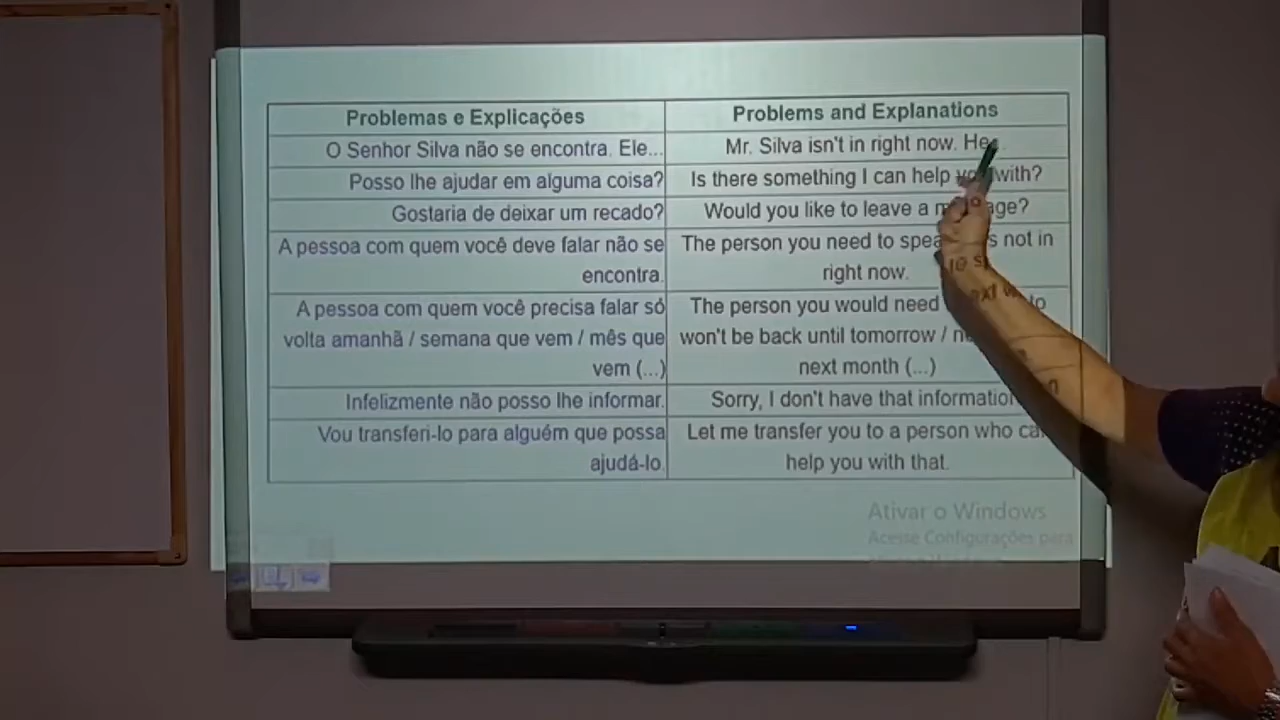 Problemas e Explicações
Problems and Explanations
O Senhor Silva não se encontra. Ele...
Mr. Silva isn't in right now. He
Posso lhe ajudar em alguma coisa?
Is there something I can help with?
Gostaria de deixar um recado?
Would you like to leave a
A pessoa com quem você deve falar não se
encontra.
The person you need to not in
right now.
A pessoa com quem você precisa falar só
volta amanhã / semana que vem / mês que
vem (...)
The person you would need to
won't be back until tomorrow /
next month (...)
Infelizmente não posso lhe informar.
Sorry, I don't have that information
Vou transferi-lo para alguém que possa
ajudá-lo.
Let me transfer you to a person who
help you with that.
Ativar o Windows
Acesse Configurações para